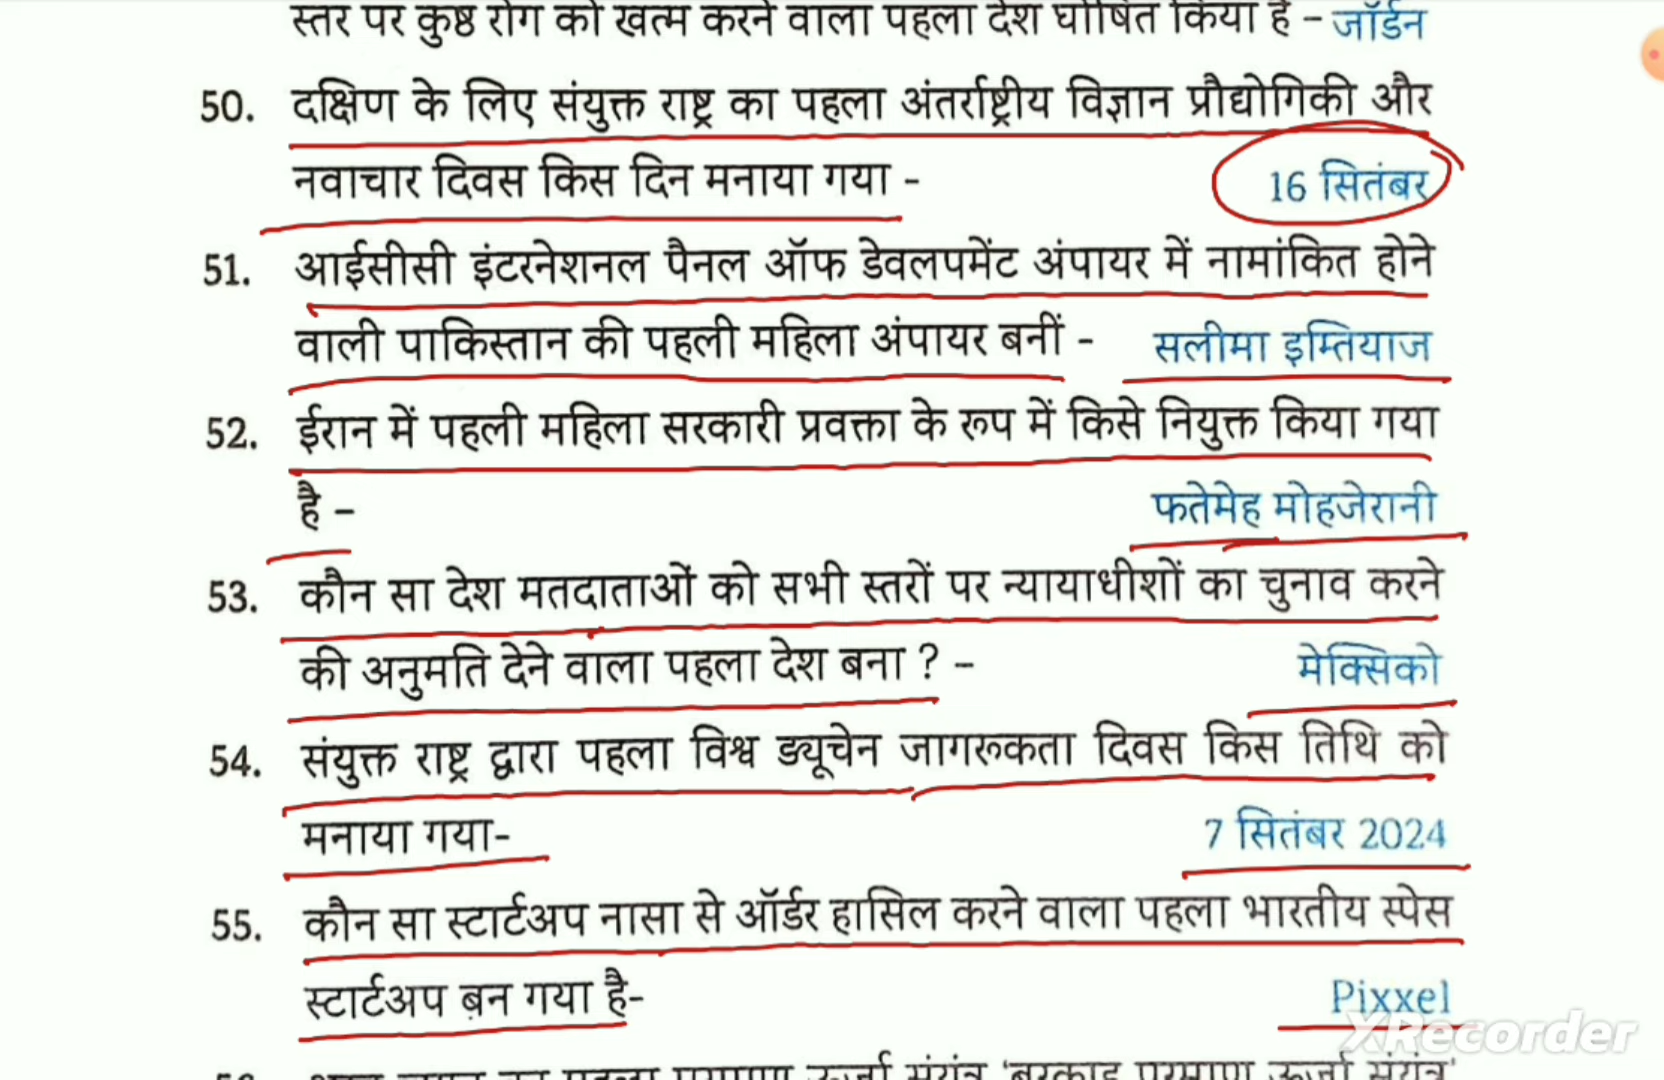 स्तर पर कुष्ठ रोग को खत्म करने वाला पहला देश घोषित किया है - जॉर्डन
50. दक्षिण के लिए संयुक्त राष्ट्र का पहला अंतर्राष्ट्रीय विज्ञान प्रौद्योगिकी और
नवाचार दिवस किस दिन मनाया गया - 16 सितंबर
51. आईसीसी इंटरनेशनल पैनल ऑफ डेवलपमेंट अंपायर में नामांकित होने
वाली पाकिस्तान की पहली महिला अंपायर बनीं - सलीमा इम्तियाज
52. ईरान में पहली महिला सरकारी प्रवक्ता के रूप में किसे नियुक्त किया गया
है - फतेमेह मोहजेरानी
53. कौन सा देश मतदाताओं को सभी स्तरों पर न्यायाधीशों का चुनाव करने
की अनुमति देने वाला पहला देश बना ? - मेक्सिको
54. संयुक्त राष्ट्र द्वारा पहला विश्व ड्यूचेन जागरूकता दिवस किस तिथि को
मनाया गया- 7 सितंबर 2024
55. कौन सा स्टार्टअप नासा से ऑर्डर हासिल करने वाला पहला भारतीय स्पेस
स्टार्टअप बन गया है- Pixxel
XRecorder